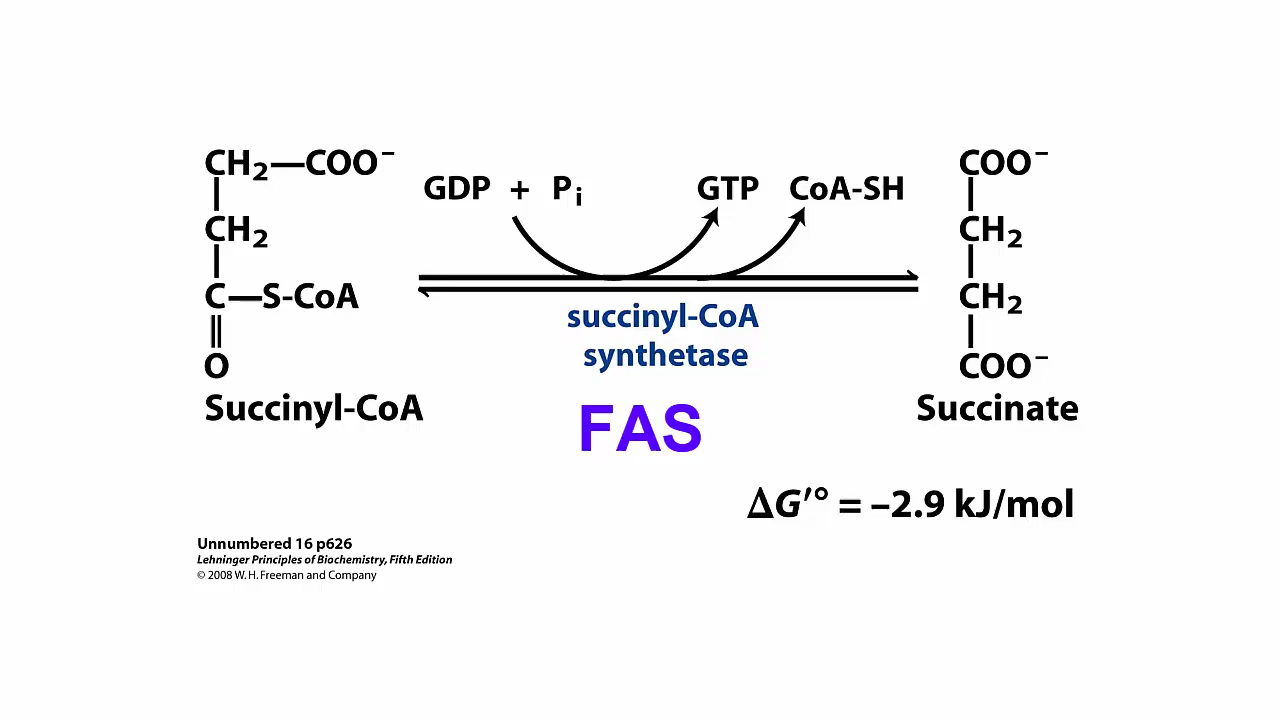 CH₂—COO⁻
CH₂
C—S-CoA
O
Succinyl-CoA
GDP + Pᵢ
GTP CoA-SH
succinyl-CoA
synthetase
FAS
COO⁻
CH₂
CH₂
COO⁻
Succinate
ΔG′° = –2.9 kJ/mol
Unnumbered 16 p626
Lehninger Principles of Biochemistry, Fifth Edition
© 2008 W. H. Freeman and Company